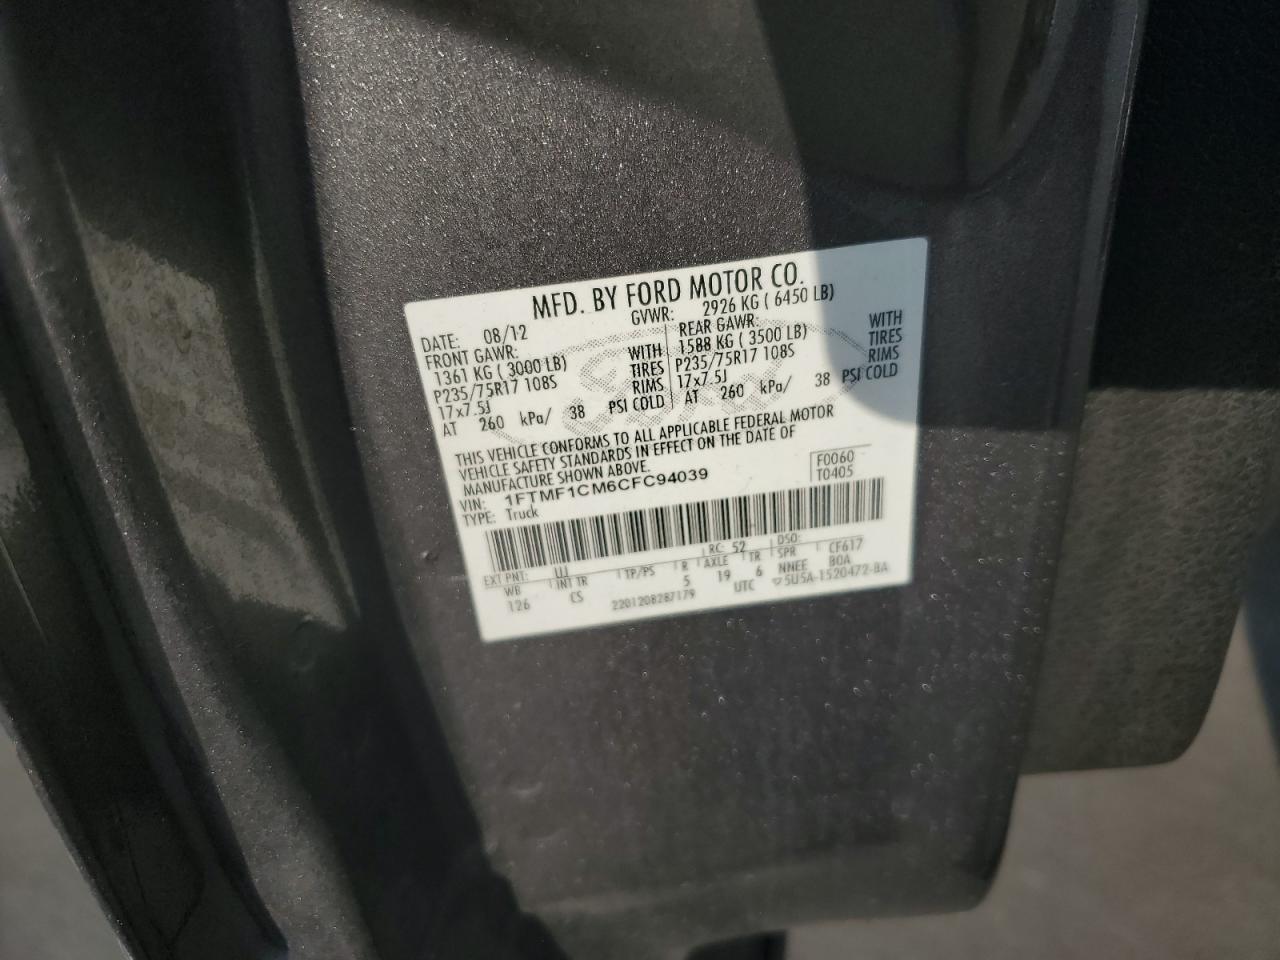 MFD. BY FORD MOTOR CO.
DATE: 08/12
GVWR: 2926 KG ( 6450 LB)
FRONT GAWR:
1361 KG ( 3000 LB) WITH
P235/75R17 108S TIRES
17x7.5J RIMS
AT 260 kPa/ 38 PSI COLD
REAR GAWR: WITH
1588 KG ( 3500 LB) TIRES
P235/75R17 108S RIMS
17x7.5J
AT 260 kPa/ 38 PSI COLD
THIS VEHICLE CONFORMS TO ALL APPLICABLE FEDERAL MOTOR
VEHICLE SAFETY STANDARDS IN EFFECT ON THE DATE OF
MANUFACTURE SHOWN ABOVE.
VIN: 1FTMF1CM6CFC94039
TYPE: Truck
F0060
T0405
EXT PNT: UJ RC: 52 DSO: CF617
WB INT TR TP/PS R AXLE TR SPR BOA
126 CS 5 19 6 NNEE
2201208287179 UTC ▽5U5A-1520472-BA